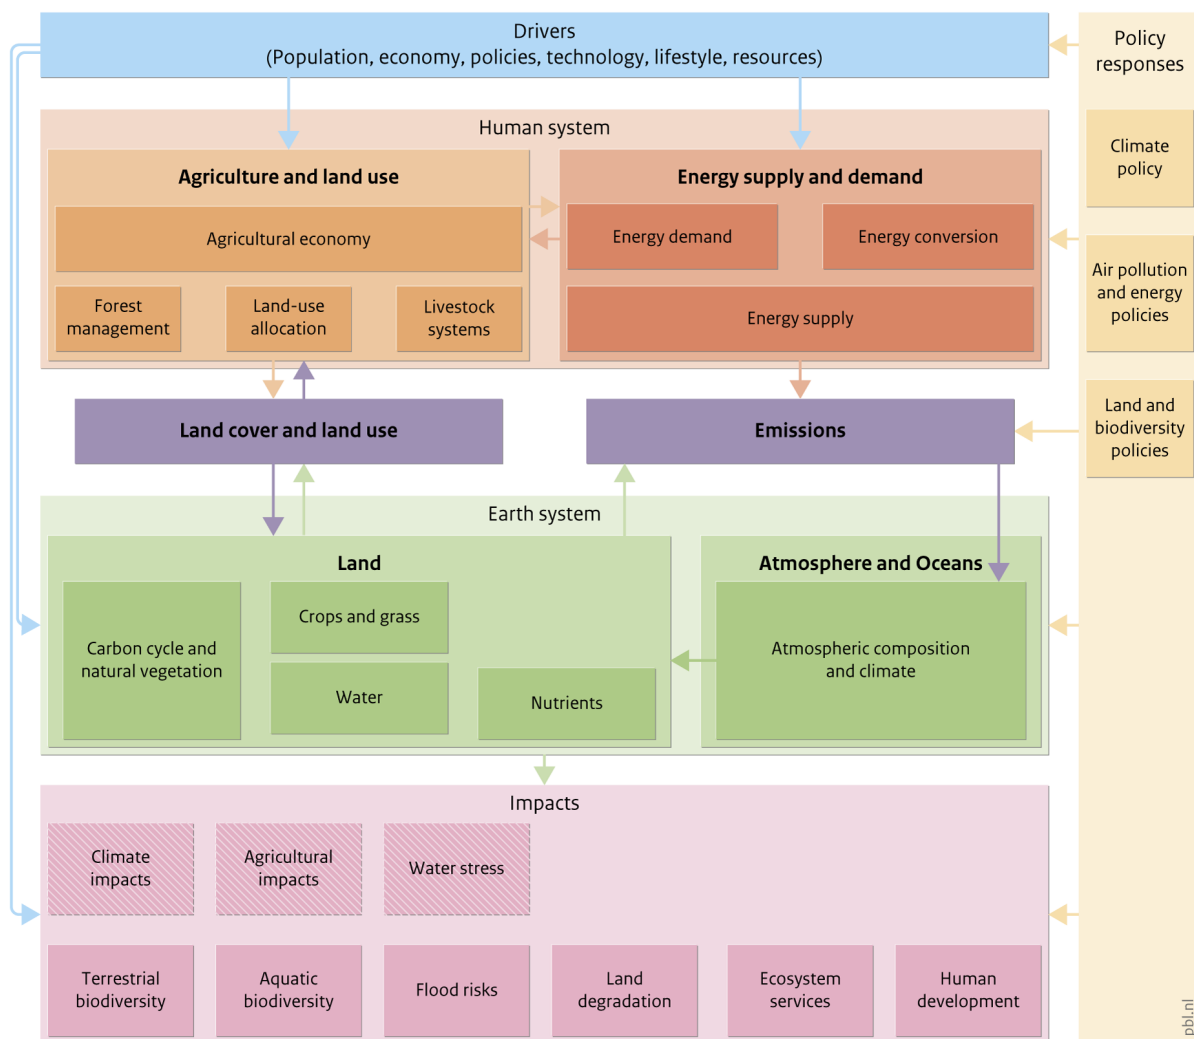 Drivers
(Population, economy, policies, technology, lifestyle, resources)
Policy
responses
Human system
Agriculture and land use
Energy supply and demand
Climate
policy
Agricultural economy
Energy demand
Energy conversion
Air pollution
and energy
policies
Forest
management
Land-use
allocation
Livestock
systems
Energy supply
Land cover and land use
Emissions
Land and
biodiversity
policies
Earth system
Land
Atmosphere and Oceans
Carbon cycle and
natural vegetation
Crops and grass
Water
Nutrients
Atmospheric composition
and climate
Impacts
Climate
impacts
Agricultural
impacts
Water stress
Terrestrial
biodiversity
Aquatic
biodiversity
Flood risks
Land
degradation
Ecosystem
services
Human
development
pbl.nl